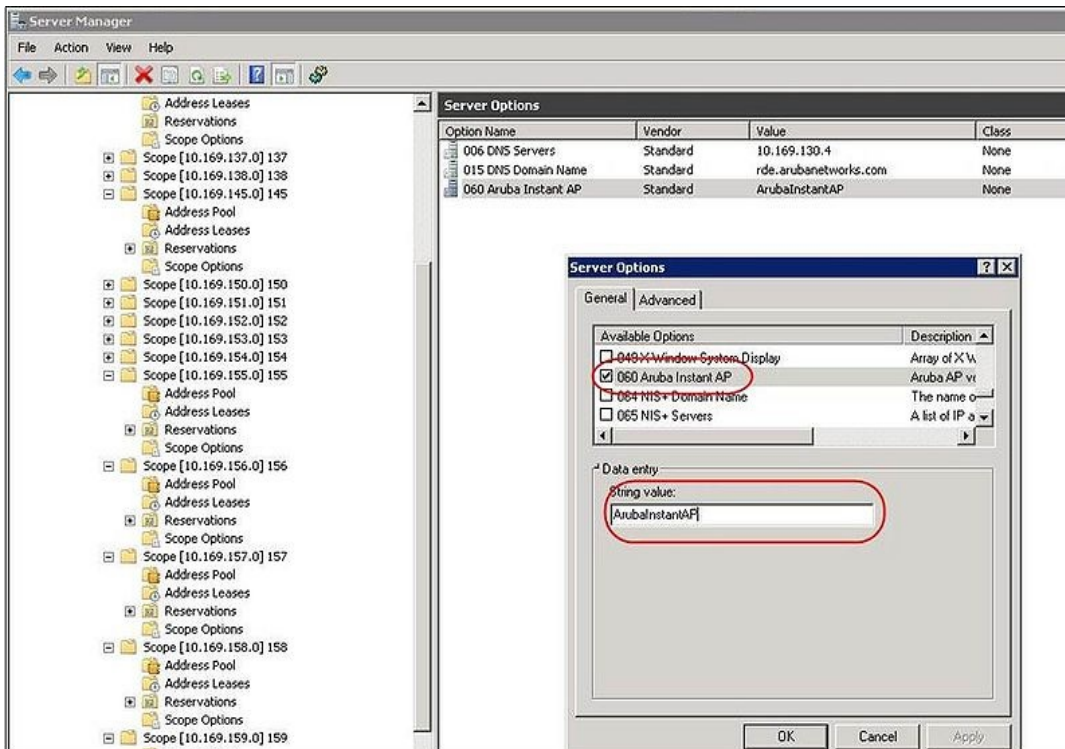 Server Manager
File Action View Help
Address Leases
Reservations
Scope Options
Scope [10.169.137.0] 137
Scope [10.169.138.0] 138
Scope [10.169.145.0] 145
Address Pool
Address Leases
Reservations
Scope Options
Scope [10.169.150.0] 150
Scope [10.169.151.0] 151
Scope [10.169.152.0] 152
Scope [10.169.153.0] 153
Scope [10.169.154.0] 154
Scope [10.169.155.0] 155
Address Pool
Address Leases
Reservations
Scope Options
Scope [10.169.156.0] 156
Address Pool
Address Leases
Reservations
Scope Options
Scope [10.169.157.0] 157
Address Pool
Address Leases
Reservations
Scope Options
Scope [10.169.158.0] 158
Address Pool
Address Leases
Reservations
Scope Options
Scope [10.169.159.0] 159
Server Options
Option Name Vendor Value Class
006 DNS Servers Standard 10.169.130.4 None
015 DNS Domain Name Standard rde.arubanetworks.com None
060 Aruba Instant AP Standard ArubaInstantAP None
Server Options
General Advanced
Available Options Description
049 X Window System Display Array of X W
060 Aruba Instant AP Aruba AP ve
064 NIS+ Domain Name The name o
065 NIS+ Servers A list of IP a
Data entry
String value:
ArubaInstantAP
OK Cancel Apply